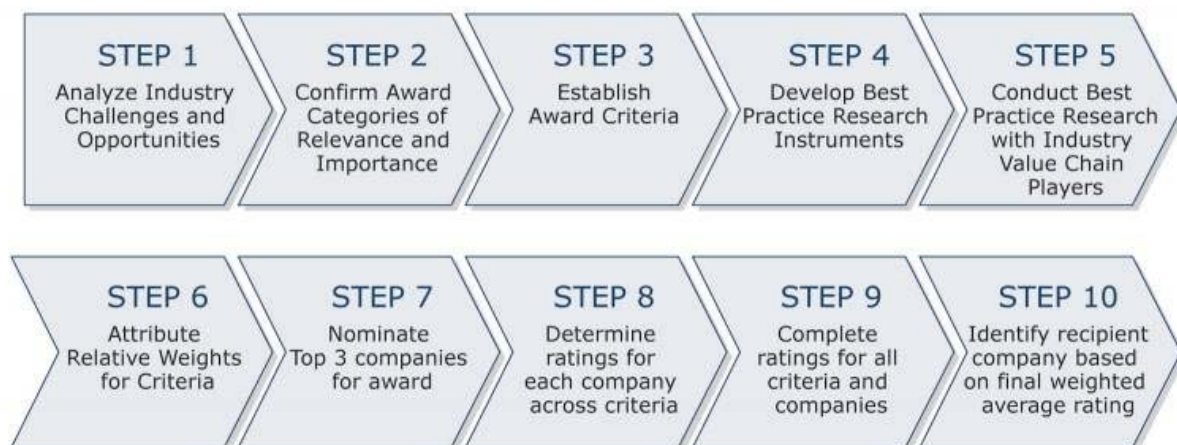 STEP 1
Analyze Industry
Challenges and
Opportunities
STEP 2
Confirm Award
Categories of
Relevance and
Importance
STEP 3
Establish
Award Criteria
STEP 4
Develop Best
Practice Research
Instruments
STEP 5
Conduct Best
Practice Research
with Industry
Value Chain
Players
STEP 6
Attribute
Relative Weights
for Criteria
STEP 7
Nominate
Top 3 companies
for award
STEP 8
Determine
ratings for
each company
across criteria
STEP 9
Complete
ratings for all
criteria and
companies
STEP 10
Identify recipient
company based
on final weighted
average rating